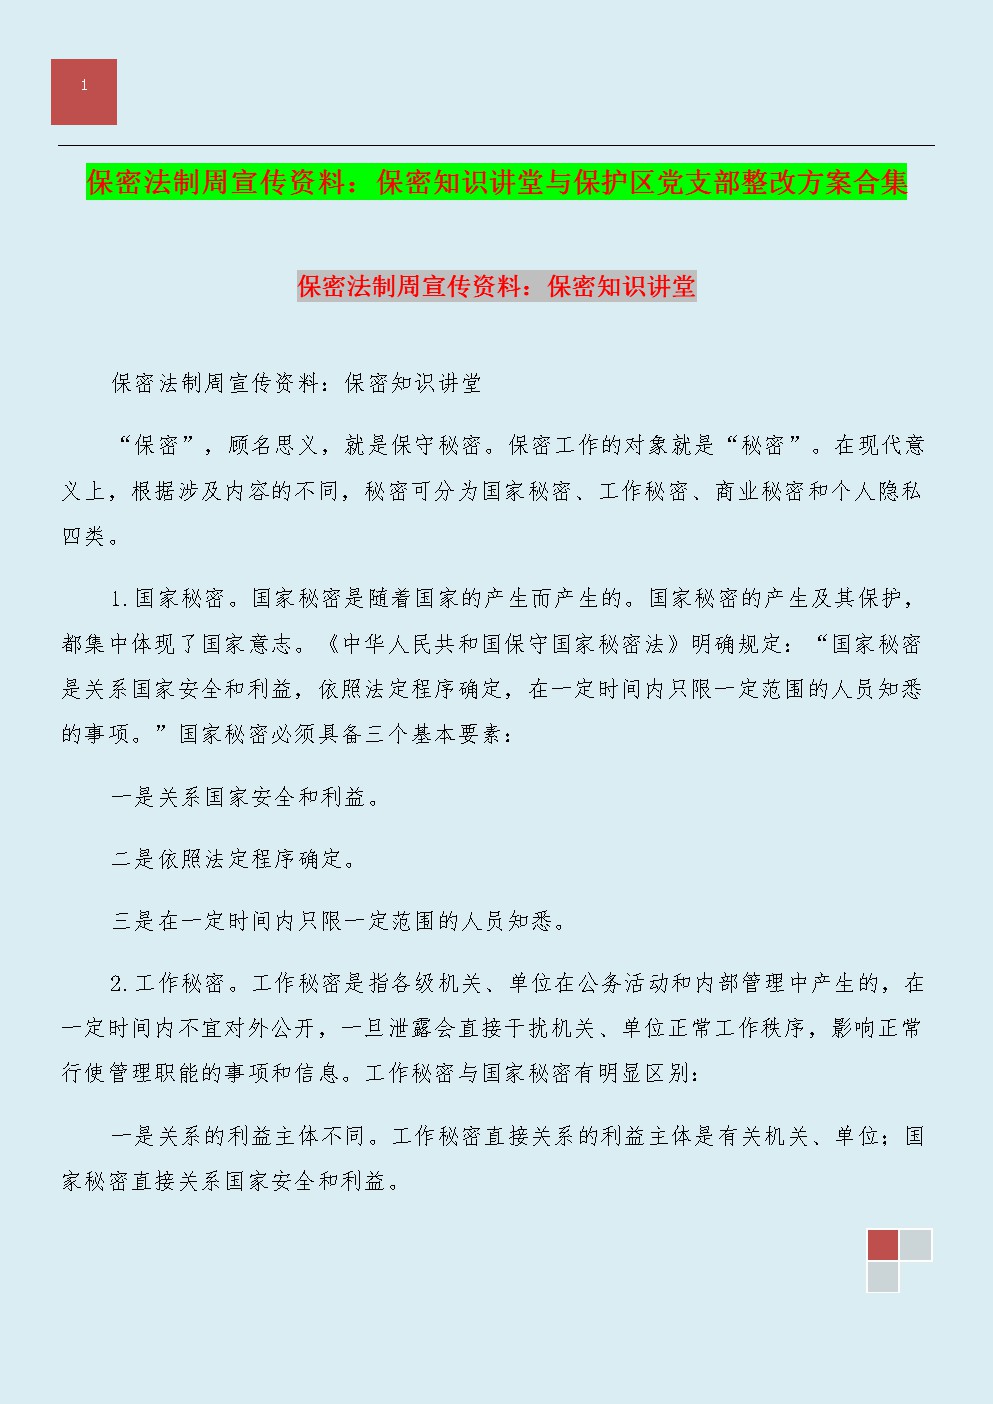 1
保密法制周宣传资料：保密知识讲堂与保护区党支部整改方案合集
保密法制周宣传资料：保密知识讲堂
保密法制周宣传资料：保密知识讲堂
“保密”，顾名思义，就是保守秘密。保密工作的对象就是“秘密”。在现代意
义上，根据涉及内容的不同，秘密可分为国家秘密、工作秘密、商业秘密和个人隐私
四类。
1.国家秘密。国家秘密是随着国家的产生而产生的。国家秘密的产生及其保护，
都集中体现了国家意志。《中华人民共和国保守国家秘密法》明确规定：“国家秘密
是关系国家安全和利益，依照法定程序确定，在一定时间内只限一定范围的人员知悉
的事项。”国家秘密必须具备三个基本要素：
一是关系国家安全和利益。
二是依照法定程序确定。
三是在一定时间内只限一定范围的人员知悉。
2.工作秘密。工作秘密是指各级机关、单位在公务活动和内部管理中产生的，在
一定时间内不宜对外公开，一旦泄露会直接干扰机关、单位正常工作秩序，影响正常
行使管理职能的事项和信息。工作秘密与国家秘密有明显区别：
一是关系的利益主体不同。工作秘密直接关系的利益主体是有关机关、单位；国
家秘密直接关系国家安全和利益。